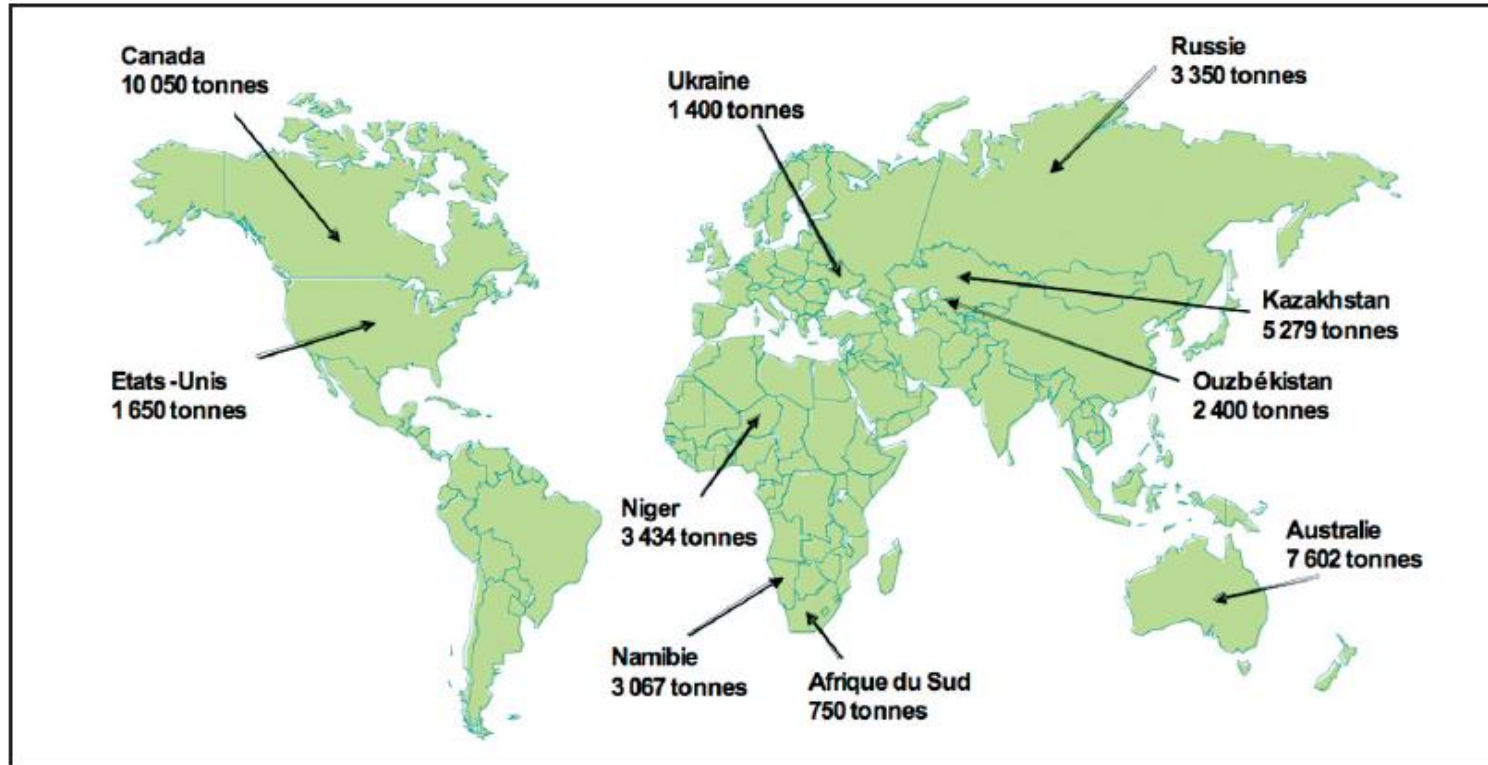 Canada
10 050 tonnes
Ukraine
1 400 tonnes
Russie
3 350 tonnes
Kazakhstan
5 279 tonnes
Etats -Unis
1 650 tonnes
Ouzbékistan
2 400 tonnes
Niger
3 434 tonnes
Australie
7 602 tonnes
Namibie
3 067 tonnes
Afrique du Sud
750 tonnes